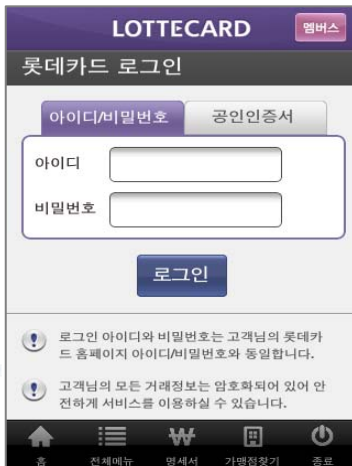 LOTTECARD
멤버스
롯데카드 로그인
아이디/비밀번호
공인인증서
아이디
비밀번호
로그인
로그인 아이디와 비밀번호는 고객님의 롯데카
드 홈페이지 아이디/비밀번호와 동일합니다.
고객님의 모든 거래정보는 암호화되어 있어 안
전하게 서비스를 이용하실 수 있습니다.
홈 전체메뉴 명세서 가맹점찾기 종료